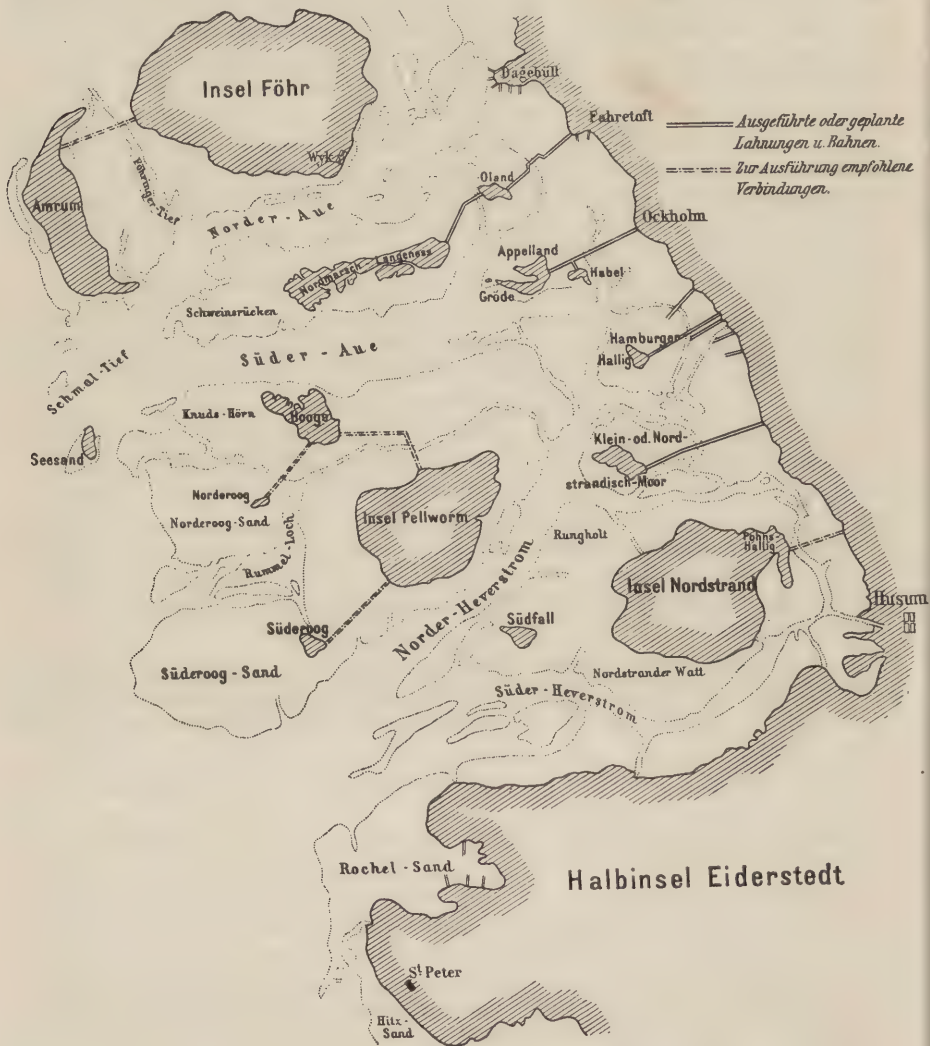 Dagebüll
Insel Föhr
Fahretoft
Ausgeführte oder geplante
Lahnungen u. Bahnen.
Zur Ausführung empfohlene
Verbindungen.
Wyk
Föhringer-Tief
Oland
Amrum
Norder-Aue
Ockholm
Appelland
Langeness
Nordmarsch
Habel
Gröde
Schweinsrücken
Hamburger
Hallig
Süder-Aue
Schmal-Tief
Knuds-Hörn
Hooge
Klein-od. Nord-
strandisch-Moor
Seesand
Norderoog
Norderoog-Sand
Insel Pellworm
Rungholt
Pohns-
Hallig
Rummel-Loch
Insel Nordstrand
Husum
Norder-Heverstrom
Süderoog
Südfall
Süderoog-Sand
Nordstrander Watt
Süder-Heverstrom
Rochel-Sand
Halbinsel Eiderstedt
St Peter
Hitz-
Sand